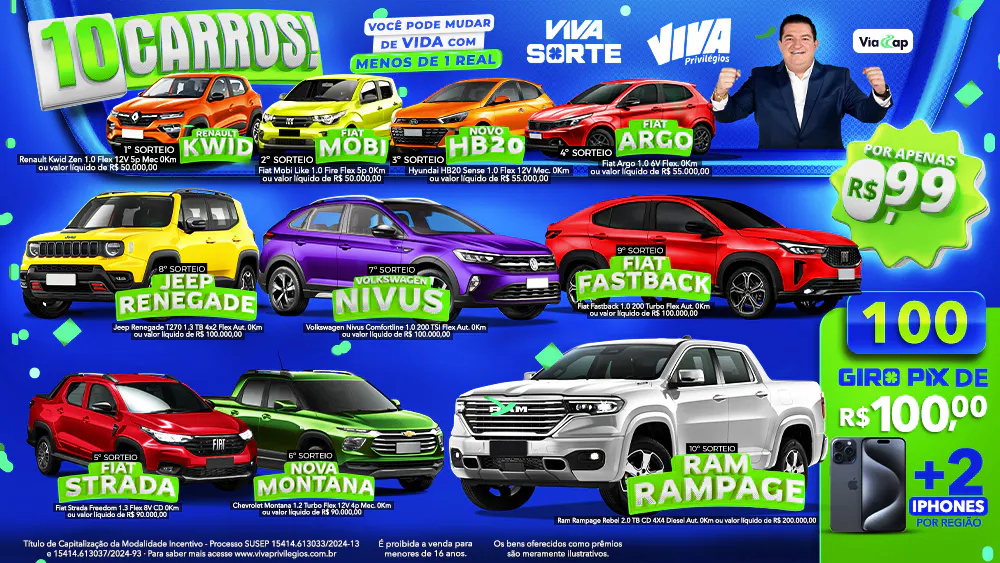 10 CARROS!
VOCÊ PODE MUDAR
DE VIDA COM
MENOS DE 1 REAL
VIVA
SORTE
VIVA
Privilégios
Via Cap
1º SORTEIO
RENAULT
KWID
Renault Kwid Zen 1.0 Flex 12V 5p Mec 0Km
ou valor líquido de R$ 50.000,00
2º SORTEIO
FIAT
MOBI
Fiat Mobi Like 1.0 Fire Flex 5p 0Km
ou valor líquido de R$ 50.000,00
3º SORTEIO
NOVO
HB20
Hyundai HB20 Sense 1.0 Flex 12V Mec. 0Km
ou valor líquido de R$ 55.000,00
4º SORTEIO
FIAT
ARGO
Fiat Argo 1.0 6V Flex. 0Km
ou valor líquido de R$ 55.000,00
POR APENAS
R$ 0,99
8º SORTEIO
JEEP
RENEGADE
Jeep Renegade T270 1.3 TB 4x2 Flex Aut. 0Km
ou valor líquido de R$ 100.000,00
7º SORTEIO
VOLKSWAGEN
NIVUS
Volkswagen Nivus Comfortline 1.0 200 TSI Flex Aut. 0Km
ou valor líquido de R$ 100.000,00
9º SORTEIO
FIAT
FASTBACK
Fiat Fastback 1.0 200 Turbo Flex Aut. 0Km
ou valor líquido de R$ 100.000,00
100
GIRO PIX DE
R$ 100,00
+2
IPHONES
POR REGIÃO
FIAT
5º SORTEIO
FIAT
STRADA
Fiat Strada Freedom 1.3 Flex 8V CD 0Km
ou valor líquido de R$ 90.000,00
6º SORTEIO
NOVA
MONTANA
Chevrolet Montana 1.2 Turbo Flex 12V 4p Mec. 0Km
ou valor líquido de R$ 90.000,00
RAM
10º SORTEIO
RAM
RAMPAGE
Ram Rampage Rebel 2.0 TB CD 4X4 Diesel Aut. 0Km ou valor líquido de R$ 200.000,00
Título de Capitalização da Modalidade Incentivo - Processo SUSEP 15414.613033/2024-13
e 15414.613037/2024-93 - Para saber mais acesse www.vivaprivilegios.com.br
É proibida a venda para
menores de 16 anos.
Os bens oferecidos como prêmios
são meramente ilustrativos.